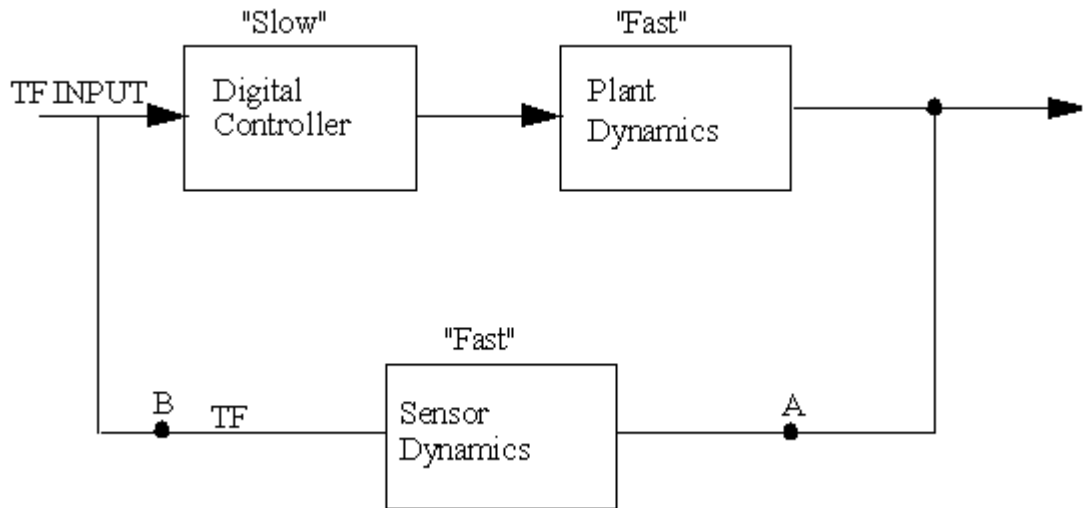 "Slow"
"Fast"
TF INPUT
Digital
Controller
Plant
Dynamics
"Fast"
B
TF
Sensor
Dynamics
A